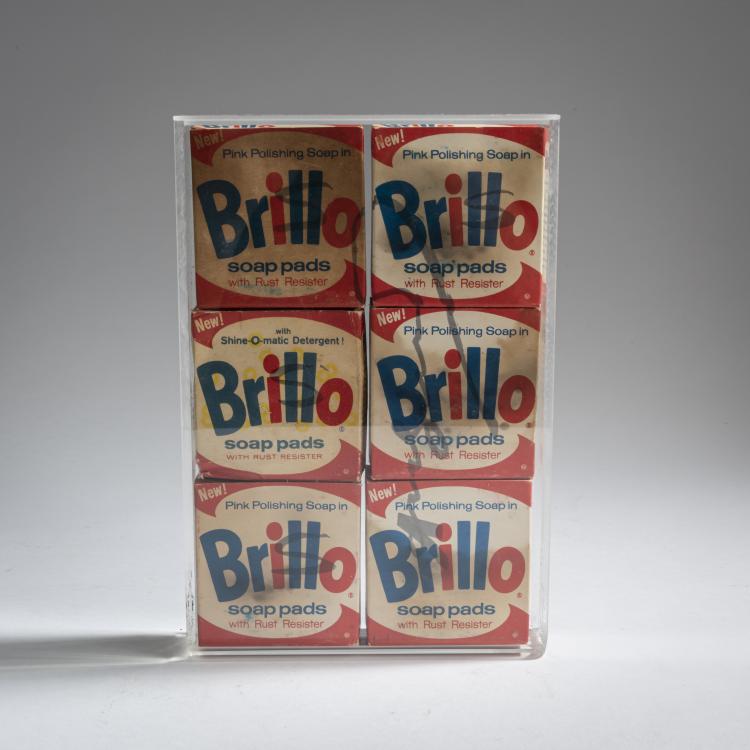 New!
Pink Polishing Soap in
Brillo®
soap pads
with Rust Resister
New!
Pink Polishing Soap in
Brillo®
soap pads
with Rust Resister
New!
with
Shine-O-matic Detergent!
Brillo®
soap pads
WITH RUST RESISTER
New!
Pink Polishing Soap in
Brillo®
soap pads
with Rust Resister
New!
Pink Polishing Soap in
Brillo®
soap pads
with Rust Resister
New!
Pink Polishing Soap in
Brillo®
soap pads
with Rust Resister